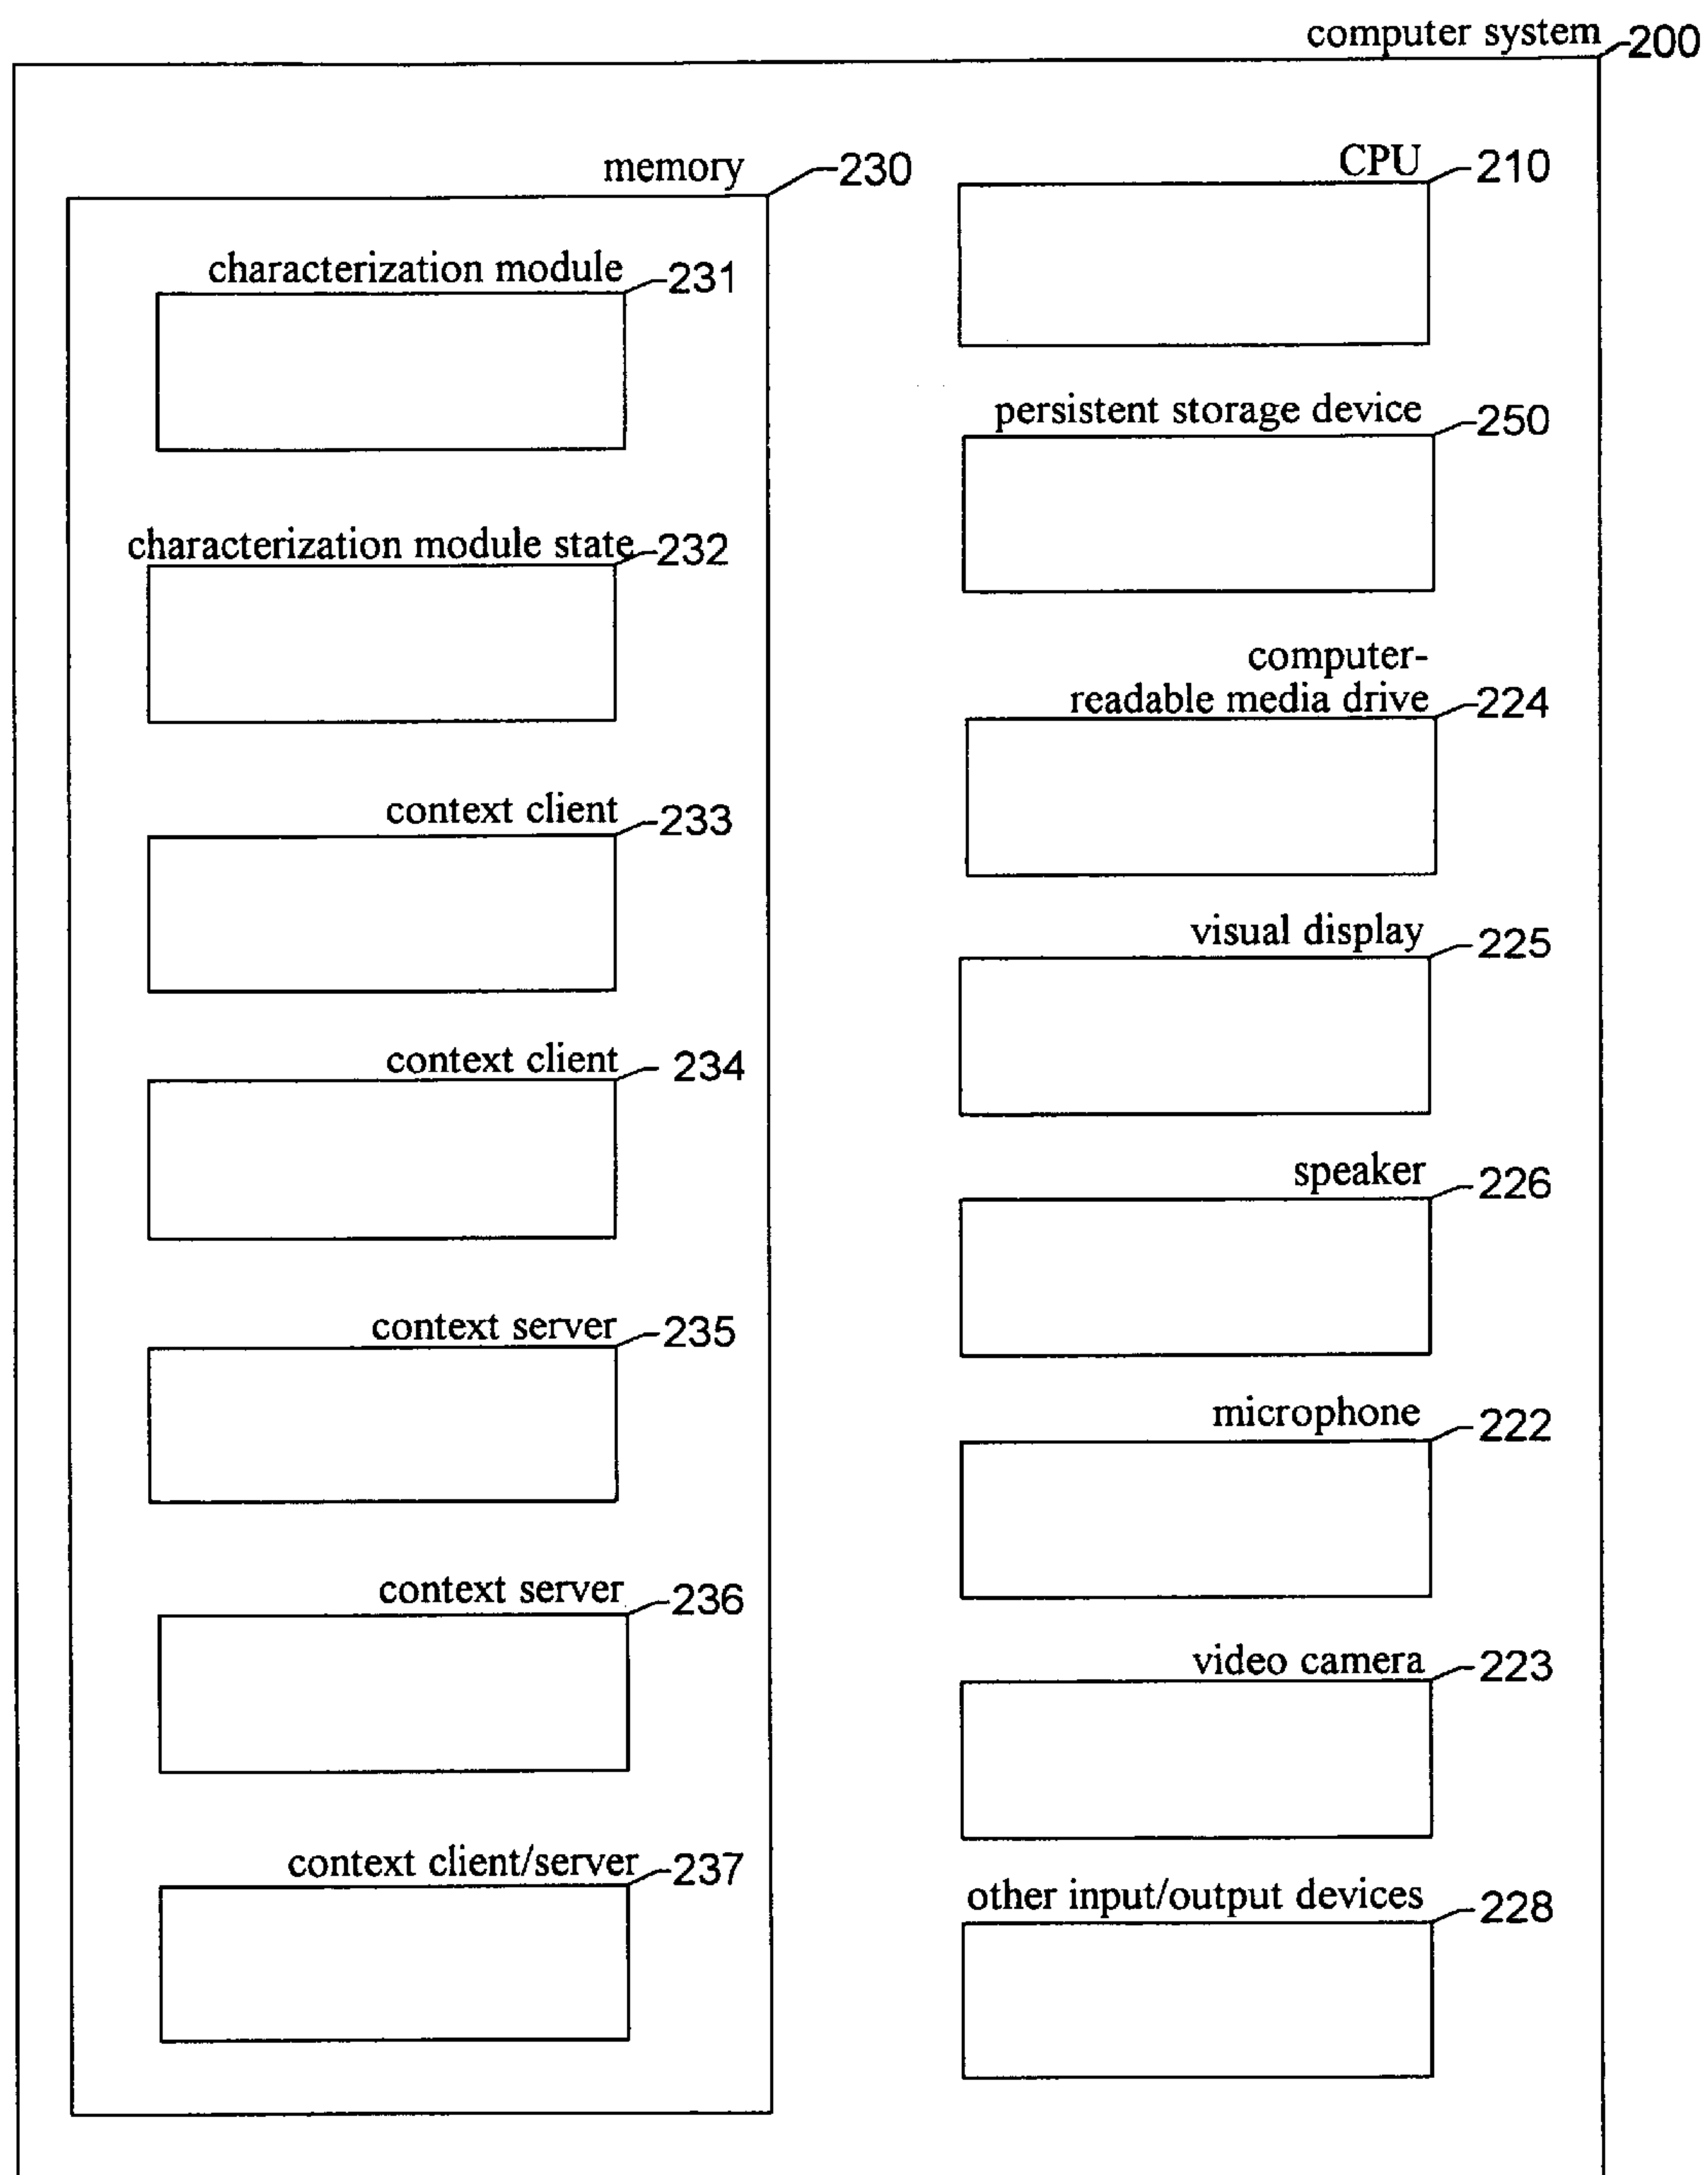 computer system 200
memory 230
characterization module 231
characterization module state 232
context client 233
context client 234
context server 235
context server 236
context client/server 237
CPU 210
persistent storage device 250
computer-
readable media drive 224
visual display 225
speaker 226
microphone 222
video camera 223
other input/output devices 228